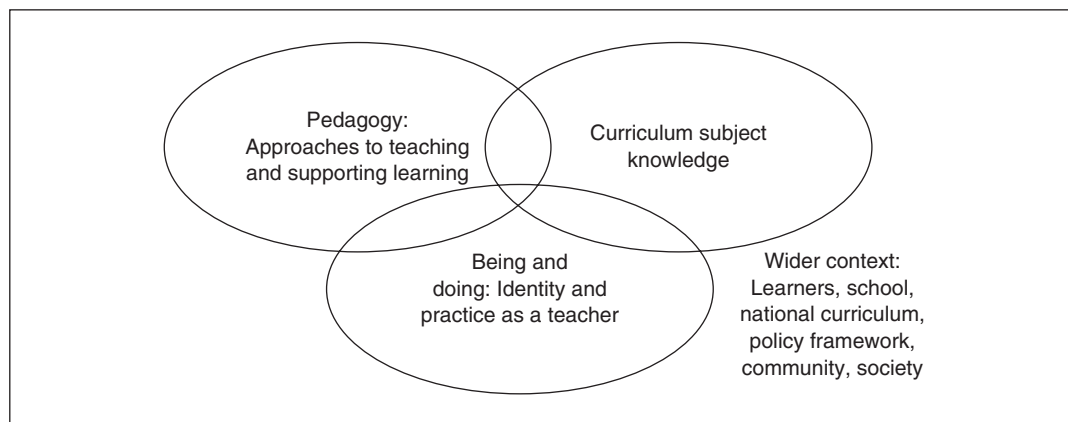 Pedagogy:
Approaches to teaching
and supporting learning
Curriculum subject
knowledge
Being and
doing: Identity and
practice as a teacher
Wider context:
Learners, school,
national curriculum,
policy framework,
community, society